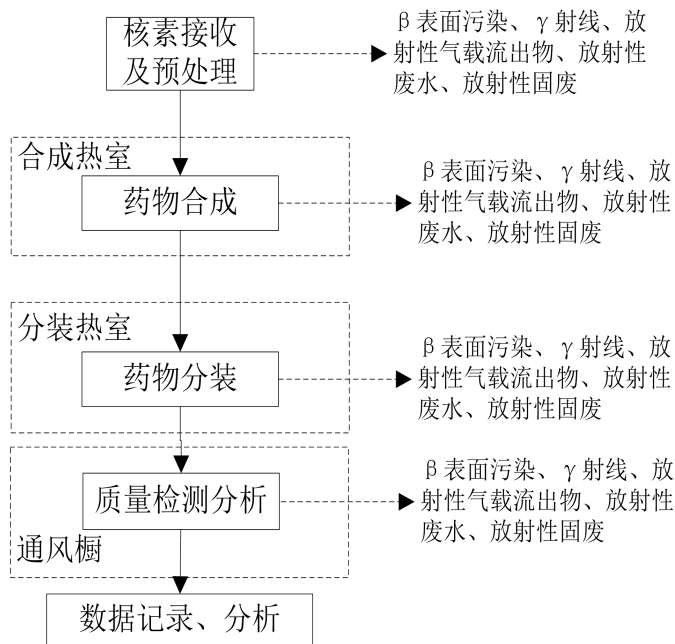 核素接收
及预处理
β表面污染、γ射线、放
射性气载流出物、放射性
废水、放射性固废
合成热室
药物合成
β表面污染、γ射线、放
射性气载流出物、放射性
废水、放射性固废
分装热室
药物分装
β表面污染、γ射线、放
射性气载流出物、放射性
废水、放射性固废
质量检测分析
β表面污染、γ射线、放
射性气载流出物、放射性
废水、放射性固废
通风橱
数据记录、分析